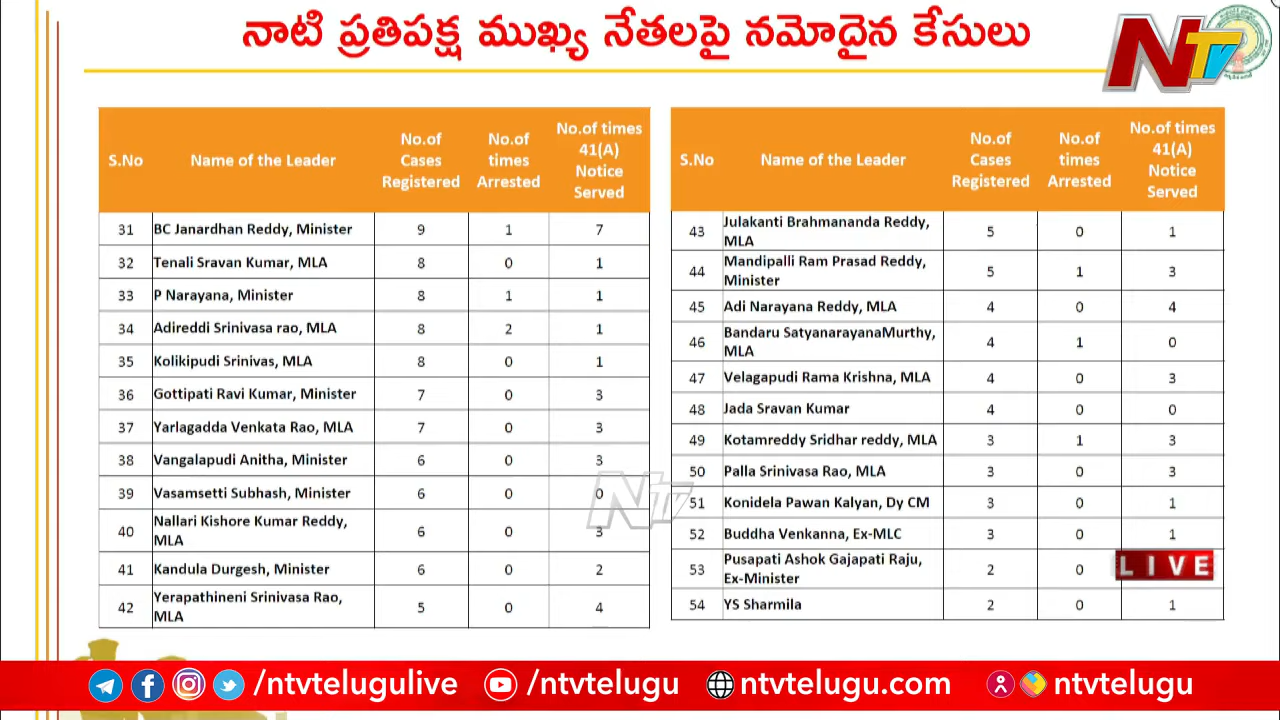 నాటి ప్రతిపక్ష ముఖ్య నేతలపై నమోదైన కేసులు
NTV
S.No Name of the Leader No.of Cases Registered No.of times Arrested No.of times 41(A) Notice Served
31 BC Janardhan Reddy, Minister 9 1 7
32 Tenali Sravan Kumar, MLA 8 0 1
33 P Narayana, Minister 8 1 1
34 Adireddi Srinivasa rao, MLA 8 2 1
35 Kolikipudi Srinivas, MLA 8 0 1
36 Gottipati Ravi Kumar, Minister 7 0 3
37 Yarlagadda Venkata Rao, MLA 7 0 3
38 Vangalapudi Anitha, Minister 6 0 3
39 Vasamsetti Subhash, Minister 6 0 0
40 Nallari Kishore Kumar Reddy, MLA 6 0 3
41 Kandula Durgesh, Minister 6 0 2
42 Yerapathineni Srinivasa Rao, MLA 5 0 4
S.No Name of the Leader No.of Cases Registered No.of times Arrested No.of times 41(A) Notice Served
43 Julakanti Brahmananda Reddy, MLA 5 0 1
44 Mandipalli Ram Prasad Reddy, Minister 5 1 3
45 Adi Narayana Reddy, MLA 4 0 4
46 Bandaru SatyanarayanaMurthy, MLA 4 1 0
47 Velagapudi Rama Krishna, MLA 4 0 3
48 Jada Sravan Kumar 4 0 0
49 Kotamreddy Sridhar reddy, MLA 3 1 3
50 Palla Srinivasa Rao, MLA 3 0 3
51 Konidela Pawan Kalyan, Dy CM 3 0 1
52 Buddha Venkanna, Ex-MLC 3 0 1
53 Pusapati Ashok Gajapati Raju, Ex-Minister 2 0
54 YS Sharmila 2 0 1
NTV
LIVE
/ntvtelugulive /ntvtelugu ntvtelugu.com ntvtelugu